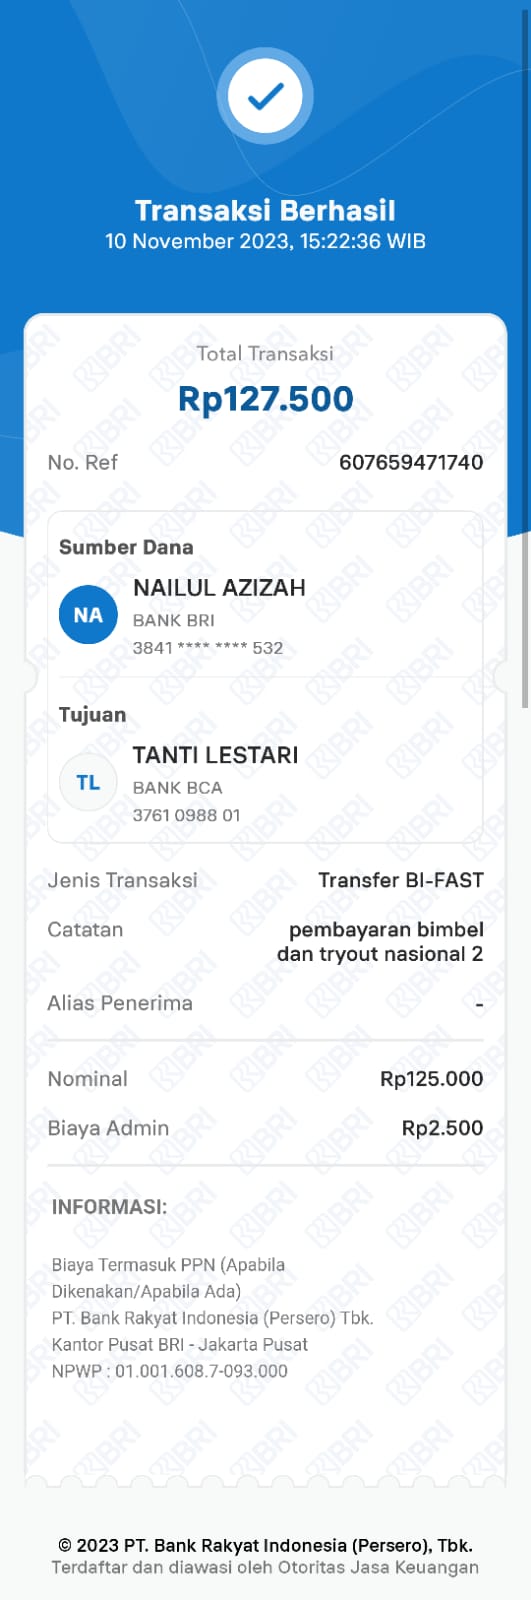 Transaksi Berhasil
10 November 2023, 15:22:36 WIB
Total Transaksi
Rp127.500
No. Ref 607659471740
Sumber Dana
NA
NAILUL AZIZAH
BANK BRI
3841 **** **** 532
Tujuan
TL
TANTI LESTARI
BANK BCA
3761 0988 01
Jenis Transaksi Transfer BI-FAST
Catatan pembayaran bimbel
dan tryout nasional 2
Alias Penerima -
Nominal Rp125.000
Biaya Admin Rp2.500
INFORMASI:
Biaya Termasuk PPN (Apabila
Dikenakan/Apabila Ada)
PT. Bank Rakyat Indonesia (Persero) Tbk.
Kantor Pusat BRI - Jakarta Pusat
NPWP : 01.001.608.7-093.000
© 2023 PT. Bank Rakyat Indonesia (Persero), Tbk.
Terdaftar dan diawasi oleh Otoritas Jasa Keuangan